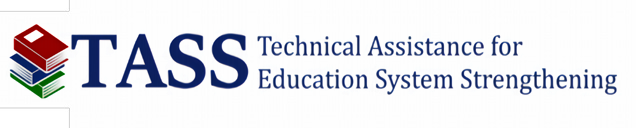 TASS
Technical Assistance for
Education System Strengthening